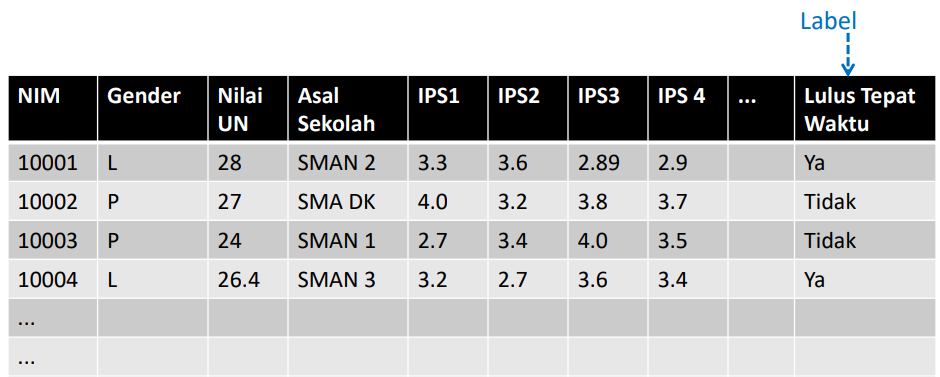 Label
NIM Gender Nilai UN Asal Sekolah IPS1 IPS2 IPS3 IPS 4 ... Lulus Tepat Waktu
10001 L 28 SMAN 2 3.3 3.6 2.89 2.9 Ya
10002 P 27 SMA DK 4.0 3.2 3.8 3.7 Tidak
10003 P 24 SMAN 1 2.7 3.4 4.0 3.5 Tidak
10004 L 26.4 SMAN 3 3.2 2.7 3.6 3.4 Ya
...
...